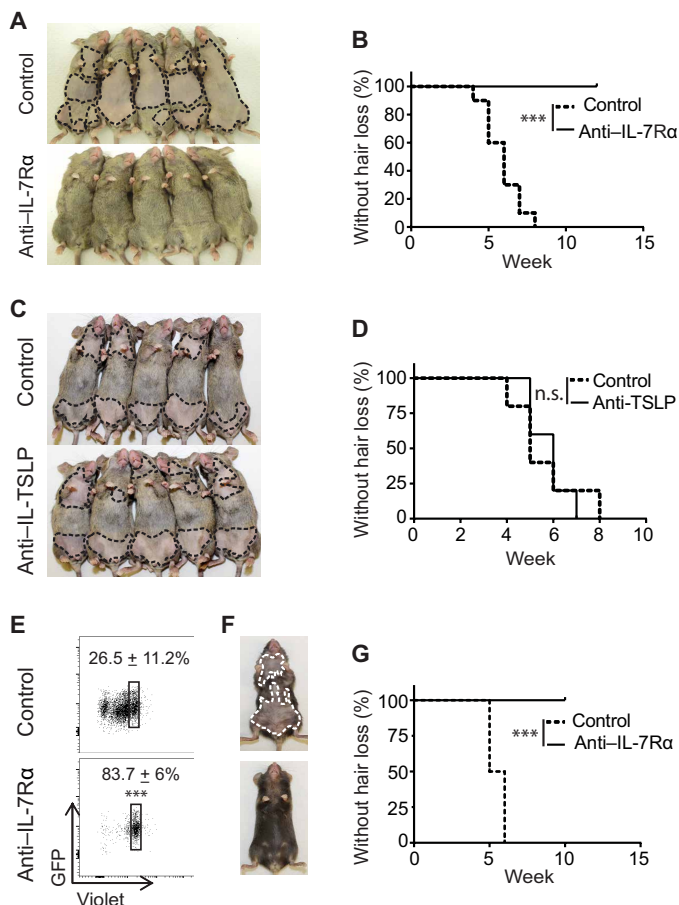 A
Control
Anti–IL-7Rα
B
Without hair loss (%)
100
80
60
40
20
0
0 5 10 15
Week
***
Control
Anti–IL-7Rα
C
Control
Anti–IL-TSLP
D
Without hair loss (%)
100
75
50
25
0
0 2 4 6 8 10
Week
n.s.
Control
Anti-TSLP
E
Control
26.5 ± 11.2%
Anti–IL-7Rα
83.7 ± 6%
***
GFP
Violet
F
G
Without hair loss (%)
100
75
50
25
0
0 5 10 15
Week
***
Control
Anti–IL-7Rα